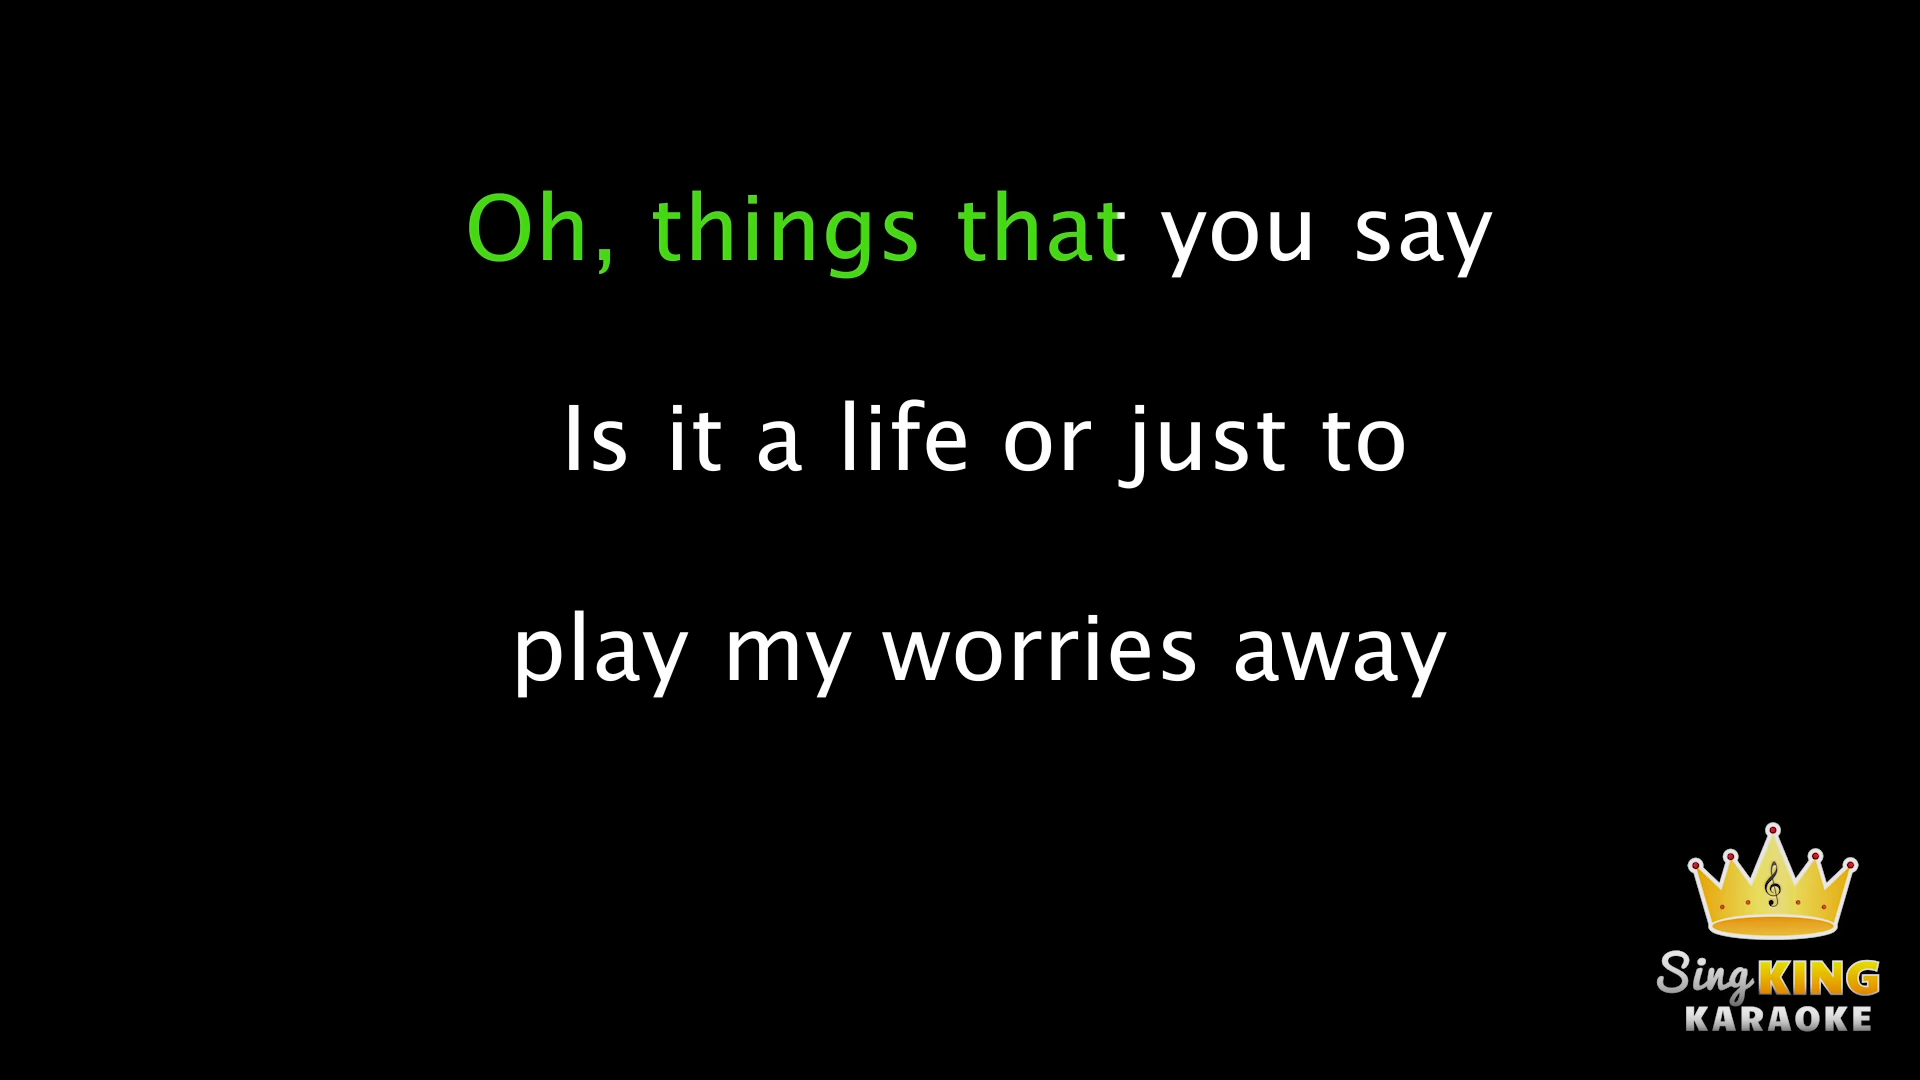 Oh, things that you say
Is it a life or just to
play my worries away
Sing KING
KARAOKE